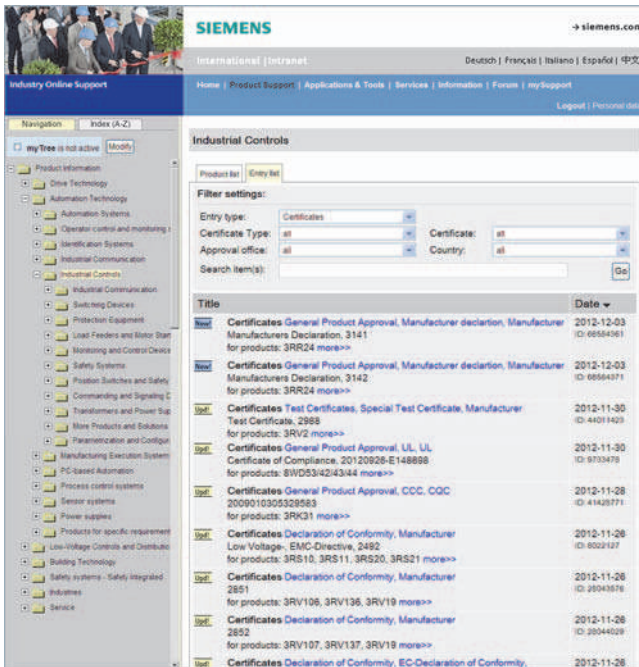 SIEMENS
→ siemens.com
International | Intranet
Deutsch | Français | Italiano | Español | 中文
Industry Online Support
Home | Product Support | Applications & Tools | Services | Information | Forum | mySupport
Logout | Personal data
Navigation
Index (A-Z)
myTree is not active
Modify
Product Information
Drive Technology
Automation Technology
Automation Systems
Operator control and monitoring s
Identification Systems
Industrial Communication
Industrial Controls
Industrial Communication
Switching Devices
Protection Equipment
Load Feeders and Motor Start
Monitoring and Control Device
Safety Systems
Position Switches and Safety
Commanding and Signaling D
Transformers and Power Sup
More Products and Solutions
Parametrization and Configur
Manufacturing Execution System
PC-based Automation
Process control systems
Sensor systems
Power supplies
Products for specific requirement
Low-Voltage Controls and Distributio
Building Technology
Safety systems - Safety Integrated
Industries
Service
Industrial Controls
Product list
Entry list
Filter settings:
Entry type: Certificates
Certificate Type: all Certificate: all
Approval office: all Country: all
Search item(s): Go
Title Date
New! Certificates General Product Approval, Manufacturer declartion, Manufacturer 2012-12-03
Manufacturers Declaration, 3141
for products: 3RR24 more>>
New! Certificates General Product Approval, Manufacturer declartion, Manufacturer 2012-12-03
Manufacturers Declaration, 3142
for products: 3RR24 more>>
Upd! Certificates Test Certificates, Special Test Certificate, Manufacturer 2012-11-30
Test Certificate, 2988
for products: 3RV2 more>>
Upd! Certificates General Product Approval, UL, UL 2012-11-30
Certificate of Compliance, 20120928-E148698
for products: 8WD53/42/43/44 more>>
Upd! Certificates General Product Approval, CCC, CQC 2012-11-28
2009010305329583
for products: 3RK31 more>>
Upd! Certificates Declaration of Conformity, Manufacturer 2012-11-26
Low Voltage-, EMC-Directive, 2492
for products: 3RS10, 3RS11, 3RS20, 3RS21 more>>
Upd! Certificates Declaration of Conformity, Manufacturer 2012-11-26
2851
for products: 3RV106, 3RV136, 3RV19 more>>
Upd! Certificates Declaration of Conformity, Manufacturer 2012-11-26
2852
for products: 3RV107, 3RV137, 3RV19 more>>
Upd! Certificates Declaration of Conformity, EC-Declaration of Conformity, 2012-11-26